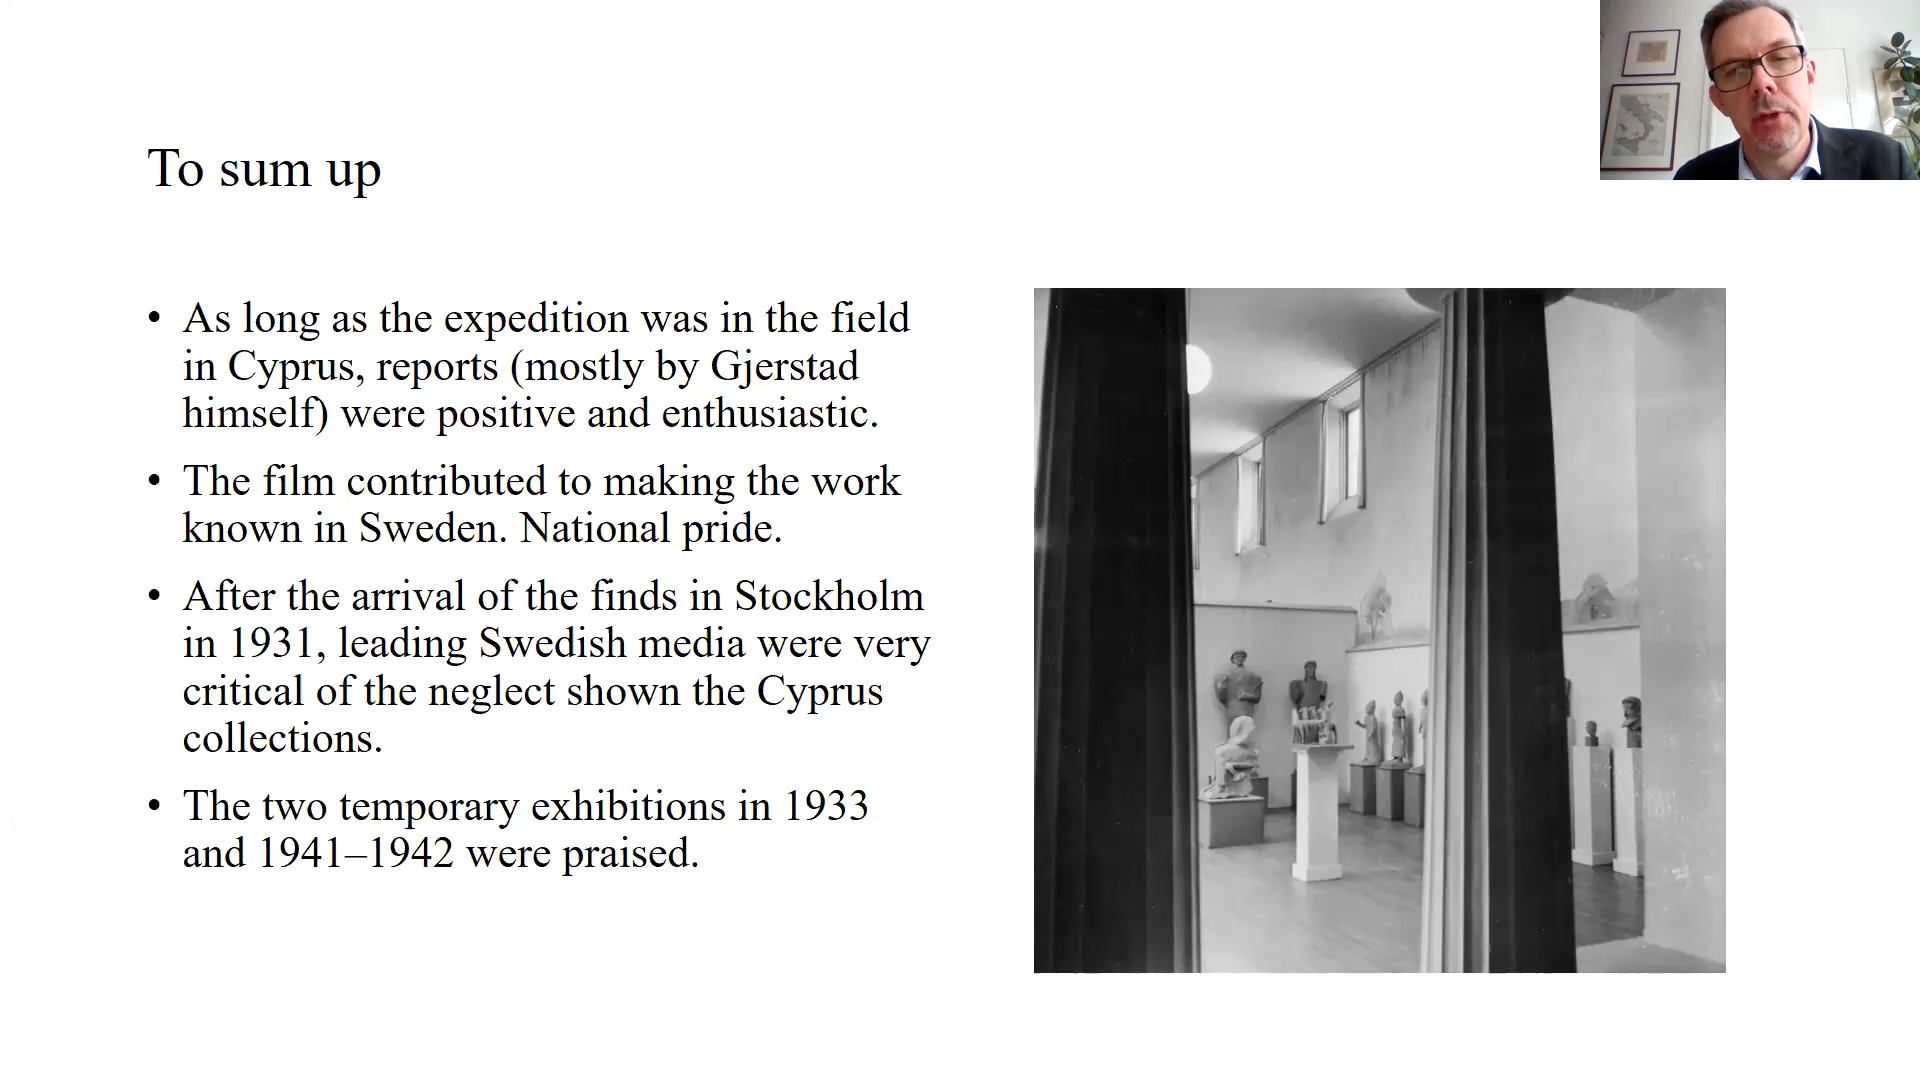 To sum up
• As long as the expedition was in the field
in Cyprus, reports (mostly by Gjerstad
himself) were positive and enthusiastic.
• The film contributed to making the work
known in Sweden. National pride.
• After the arrival of the finds in Stockholm
in 1931, leading Swedish media were very
critical of the neglect shown the Cyprus
collections.
• The two temporary exhibitions in 1933
and 1941–1942 were praised.